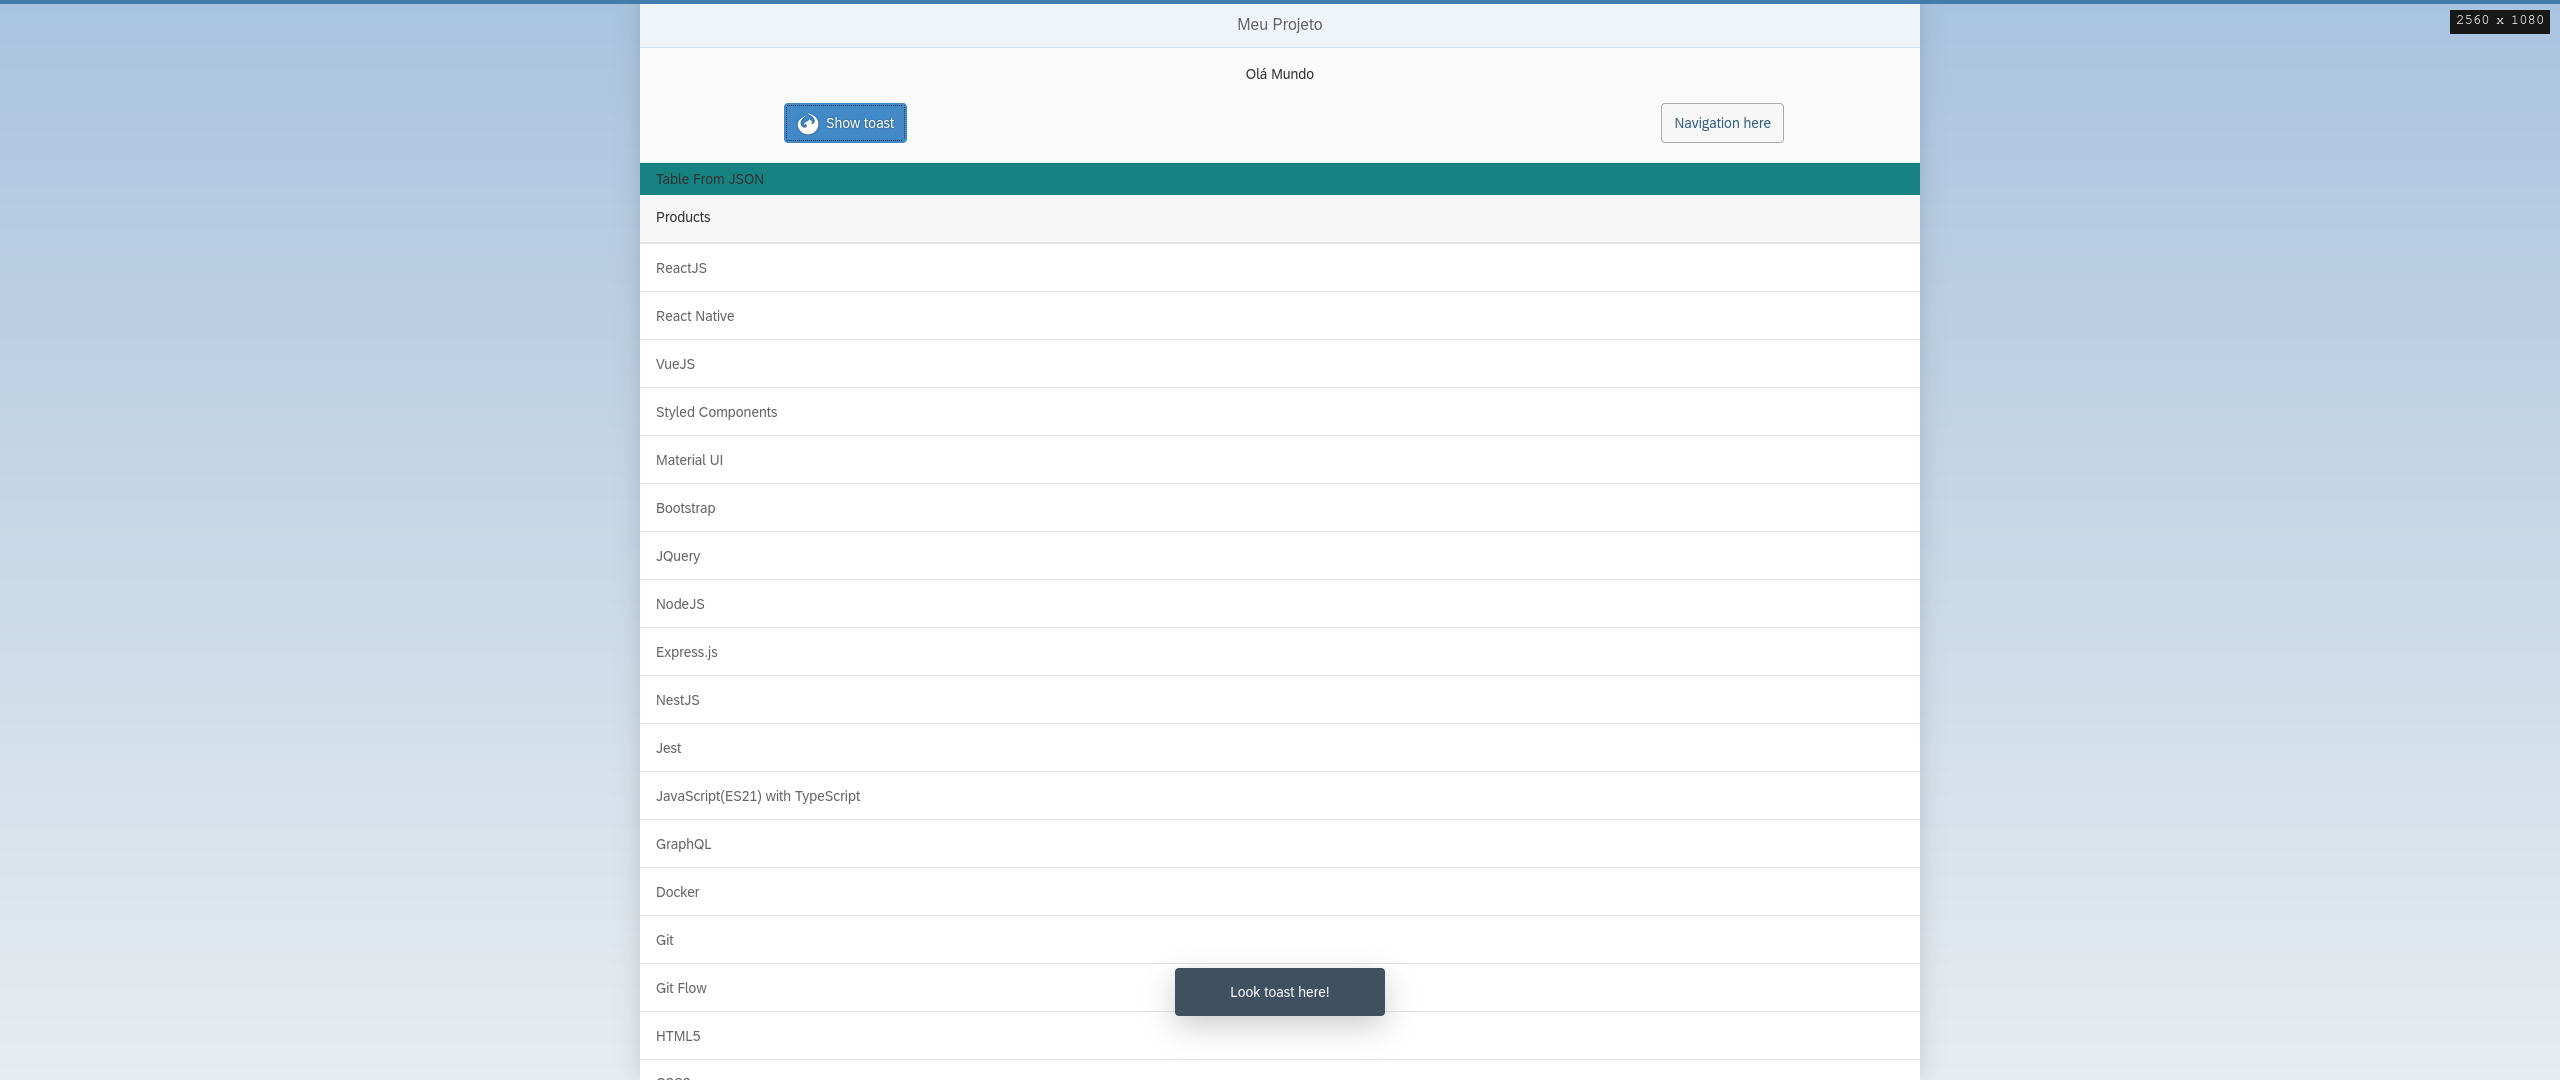 Meu Projeto
2560 x 1080
Olá Mundo
Show toast
Navigation here
Table From JSON
Products
ReactJS
React Native
VueJS
Styled Components
Material UI
Bootstrap
JQuery
NodeJS
Express.js
NestJS
Jest
JavaScript(ES21) with TypeScript
GraphQL
Docker
Git
Git Flow
Look toast here!
HTML5